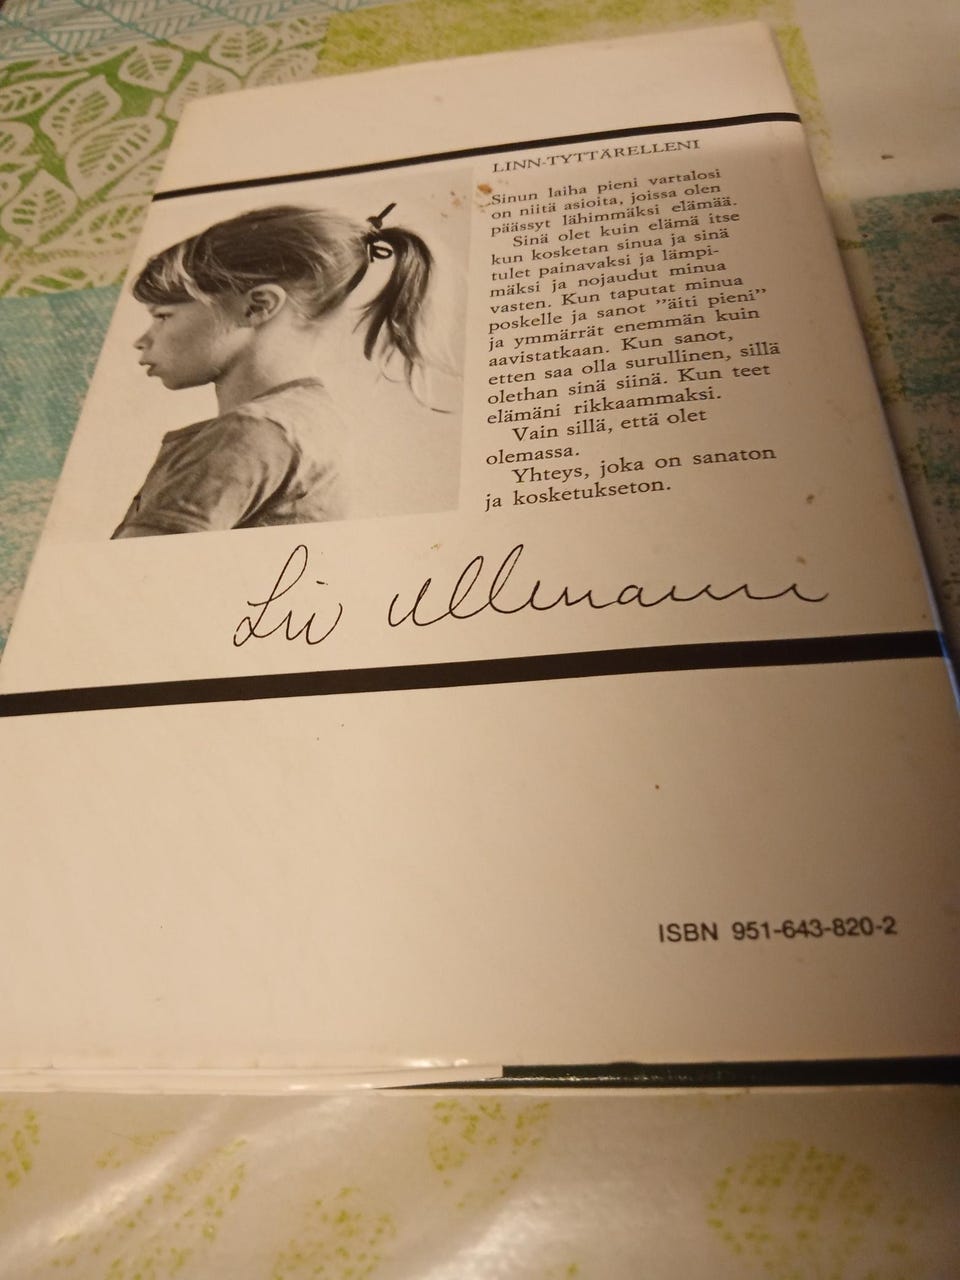 LINN-TYTTÄRELLENI
Sinun laiha pieni vartalosi
on niitä asioita, joissa olen
päässyt lähimmäksi elämää.
Sinä olet kuin elämä itse
kun kosketan sinua ja sinä
tulet painavaksi ja lämpi-
mäksi ja nojaudut minua
vasten. Kun taputat minua
poskelle ja sanot ”äiti pieni”
ja ymmärrät enemmän kuin
aavistatkaan. Kun sanot,
etten saa olla surullinen, sillä
olethan sinä siinä. Kun teet
elämäni rikkaammaksi.
Vain sillä, että olet
olemassa.
Yhteys, joka on sanaton
ja kosketukseton.
Liv Ullmann
ISBN 951-643-820-2